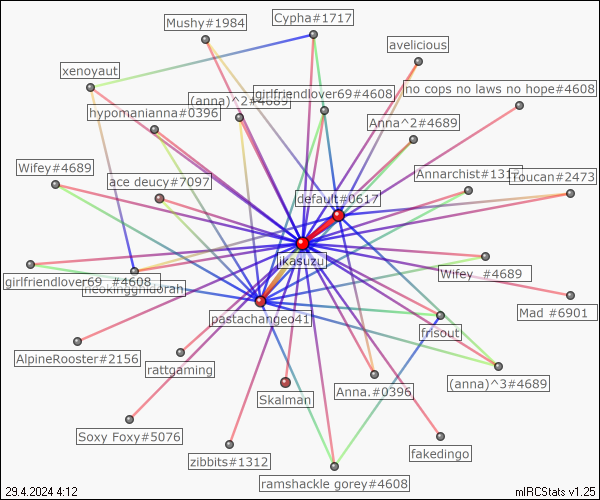 Mushy#1984
Cypha#1717
avelicious
xenoyaut
no cops no laws no hope#4608
girlfriendlover69#4608
(anna)^2#4689
hypomanianna#0396
Anna^2#4689
Wifey#4689
ace deucy#7097
Annarchist#131
Toucan#2473
default#0617
ikasuzu
girlfriendlover69_#4608
Wifey_#4689
Mad #6901
pastachangeo41
frisout
AlpineRooster#2156
rattgaming
Skalman
Anna.#0396
(anna)^3#4689
Soxy Foxy#5076
zibbits#1312
fakedingo
ramshackle gorey#4608
29.4.2024 4:12
mIRCStats v1.25